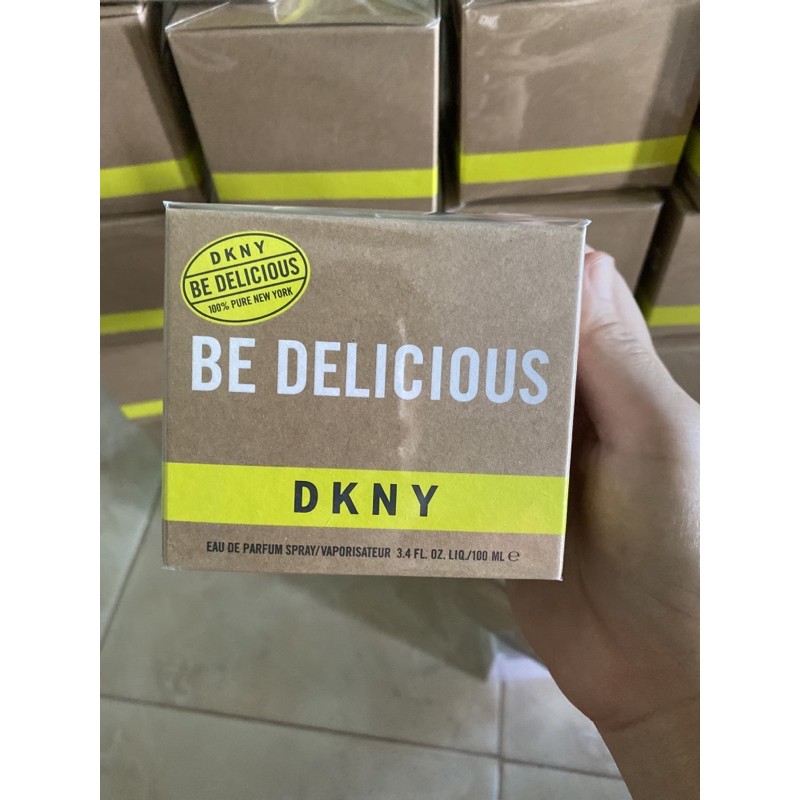 DKNY
BE DELICIOUS
100% PURE NEW YORK
BE DELICIOUS
DKNY
EAU DE PARFUM SPRAY/VAPORISATEUR 3.4 FL. OZ. LIQ./100 ML ℮